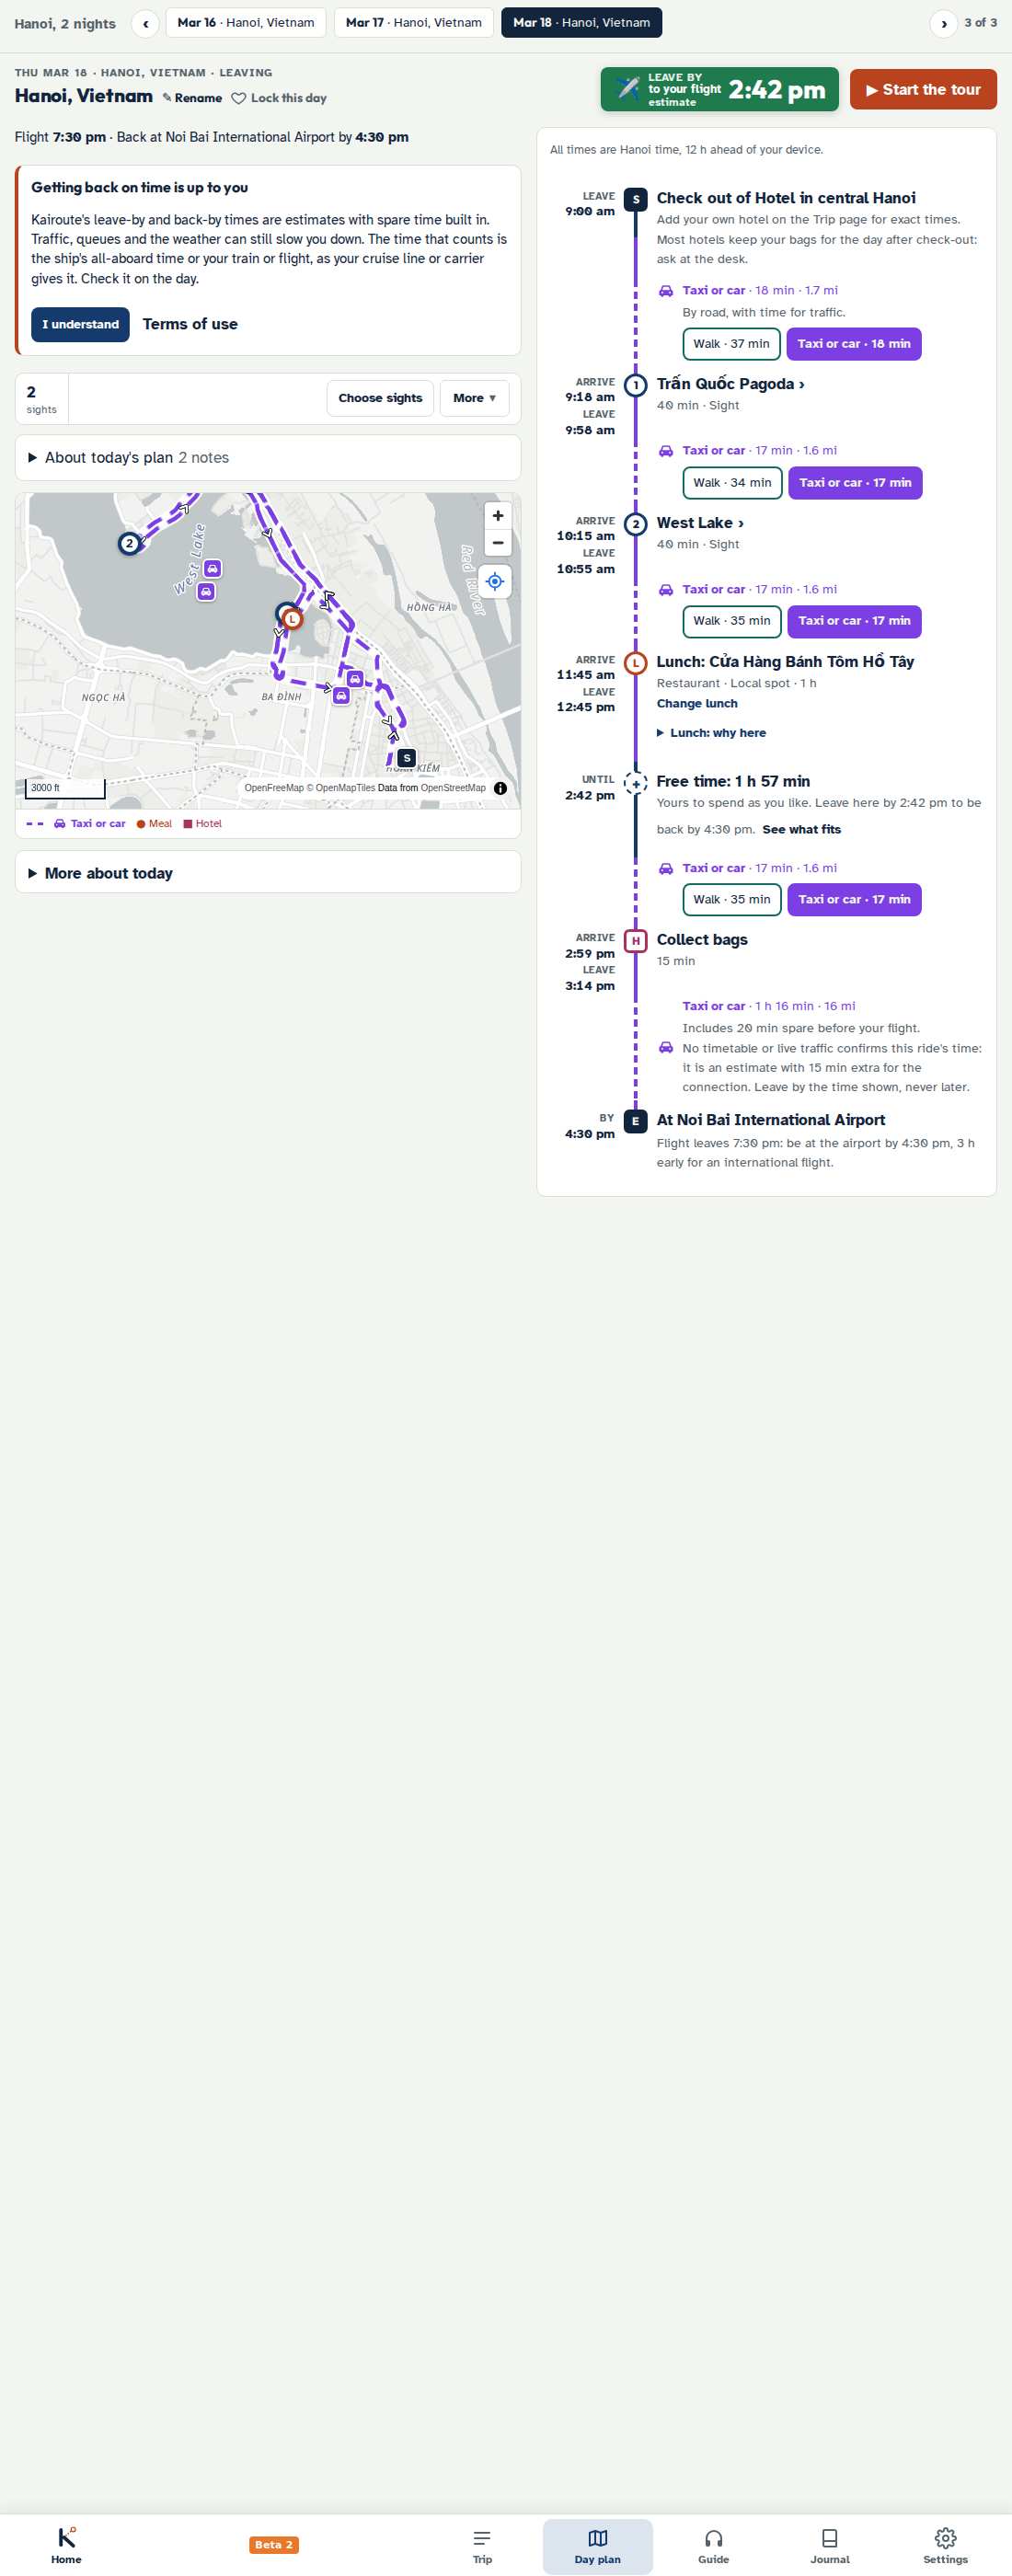 Hanoi, 2 nights
‹
Mar 16 · Hanoi, Vietnam
Mar 17 · Hanoi, Vietnam
Mar 18 · Hanoi, Vietnam
›
3 of 3
THU MAR 18 · HANOI, VIETNAM · LEAVING
Hanoi, Vietnam ✎ Rename Lock this day
LEAVE BY
to your flight
estimate
2:42 pm
▶ Start the tour
Flight 7:30 pm · Back at Noi Bai International Airport by 4:30 pm
Getting back on time is up to you
Kairoute's leave-by and back-by times are estimates with spare time built in.
Traffic, queues and the weather can still slow you down. The time that counts is
the ship's all-aboard time or your train or flight, as your cruise line or carrier
gives it. Check it on the day.
I understand
Terms of use
2
sights
Choose sights
More ▼
▶ About today's plan 2 notes
2
West Lake
Red River
HỒNG HÀ
L
NGỌC HÀ
BA ĐÌNH
S
HOÀN KIẾM
+
−
3000 ft
OpenFreeMap © OpenMapTiles Data from OpenStreetMap
Taxi or car
Meal
Hotel
▶ More about today
All times are Hanoi time, 12 h ahead of your device.
LEAVE
9:00 am
S
Check out of Hotel in central Hanoi
Add your own hotel on the Trip page for exact times.
Most hotels keep your bags for the day after check-out:
ask at the desk.
Taxi or car · 18 min · 1.7 mi
By road, with time for traffic.
Walk · 37 min
Taxi or car · 18 min
ARRIVE
9:18 am
LEAVE
9:58 am
1
Trấn Quốc Pagoda ›
40 min · Sight
Taxi or car · 17 min · 1.6 mi
Walk · 34 min
Taxi or car · 17 min
ARRIVE
10:15 am
LEAVE
10:55 am
2
West Lake ›
40 min · Sight
Taxi or car · 17 min · 1.6 mi
Walk · 35 min
Taxi or car · 17 min
ARRIVE
11:45 am
LEAVE
12:45 pm
L
Lunch: Cửa Hàng Bánh Tôm Hồ Tây
Restaurant · Local spot · 1 h
Change lunch
▶ Lunch: why here
UNTIL
2:42 pm
+
Free time: 1 h 57 min
Yours to spend as you like. Leave here by 2:42 pm to be
back by 4:30 pm. See what fits
Taxi or car · 17 min · 1.6 mi
Walk · 35 min
Taxi or car · 17 min
ARRIVE
2:59 pm
LEAVE
3:14 pm
H
Collect bags
15 min
Taxi or car · 1 h 16 min · 16 mi
Includes 20 min spare before your flight.
No timetable or live traffic confirms this ride's time:
it is an estimate with 15 min extra for the
connection. Leave by the time shown, never later.
BY
4:30 pm
E
At Noi Bai International Airport
Flight leaves 7:30 pm: be at the airport by 4:30 pm, 3 h
early for an international flight.
Home
Beta 2
Trip
Day plan
Guide
Journal
Settings